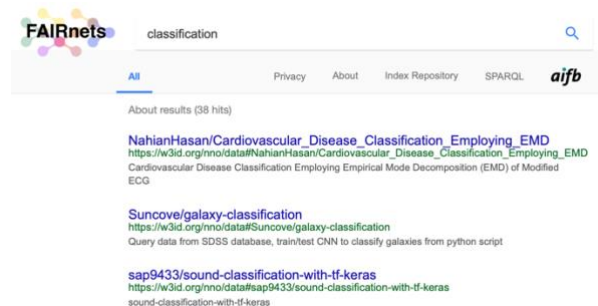 FAIRnets
classification
All
Privacy
About
Index Repository
SPARQL
aifb
About results (38 hits)
NahianHasan/Cardiovascular_Disease_Classification_Employing_EMD
https://w3id.org/nno/data#NahianHasan/Cardiovascular_Disease_Classification_Employing_EMD
Cardiovascular Disease Classification Employing Empirical Mode Decomposition (EMD) of Modified
ECG
Suncove/galaxy-classification
https://w3id.org/nno/data#Suncove/galaxy-classification
Query data from SDSS database, train/test CNN to classify galaxies from python script
sap9433/sound-classification-with-tf-keras
https://w3id.org/nno/data#sap9433/sound-classification-with-tf-keras
sound-classification-with-tf-keras